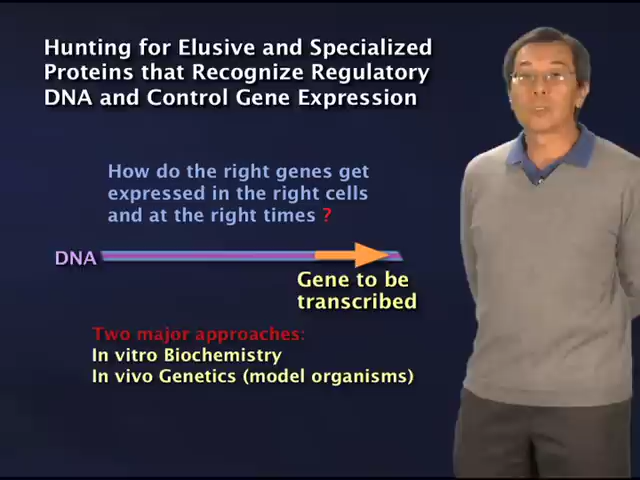 Hunting for Elusive and Specialized
Proteins that Recognize Regulatory
DNA and Control Gene Expression
How do the right genes get
expressed in the right cells
and at the right times ?
DNA
Gene to be
transcribed
Two major approaches:
In vitro Biochemistry
In vivo Genetics (model organisms)